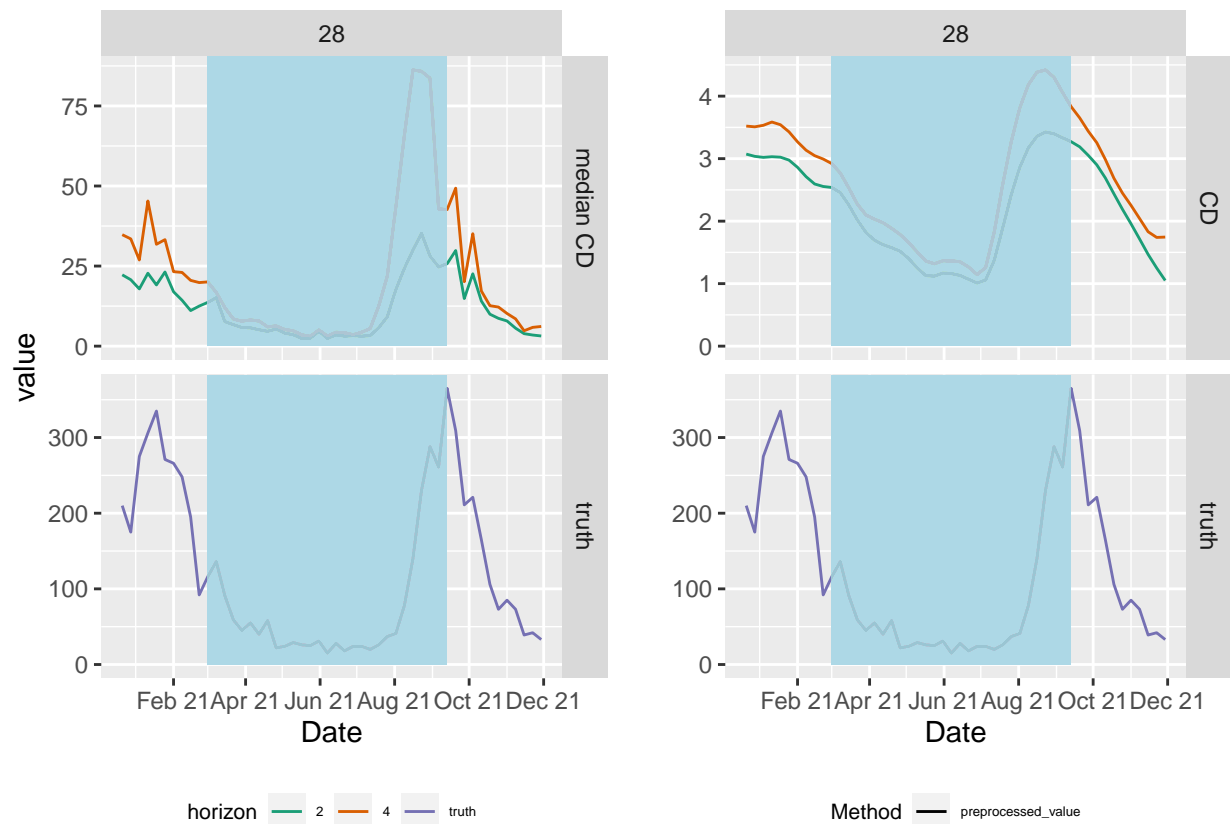 28
28
75
50
25
0
median CD
4
3
2
1
0
CD
value
300
200
100
0
truth
300
200
100
0
truth
Feb 21 Apr 21 Jun 21 Aug 21 Oct 21 Dec 21
Feb 21 Apr 21 Jun 21 Aug 21 Oct 21 Dec 21
Date
Date
horizon 2 4 truth
Method preprocessed_value